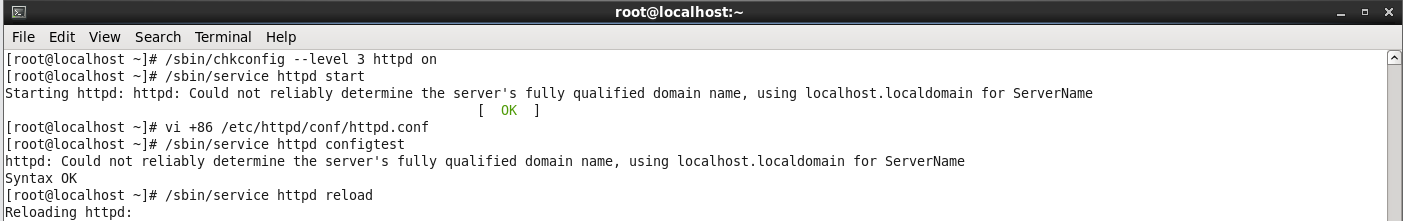 root@localhost:~
File Edit View Search Terminal Help
[root@localhost ~]# /sbin/chkconfig --level 3 httpd on
[root@localhost ~]# /sbin/service httpd start
Starting httpd: httpd: Could not reliably determine the server's fully qualified domain name, using localhost.localdomain for ServerName
[  OK  ]
[root@localhost ~]# vi +86 /etc/httpd/conf/httpd.conf
[root@localhost ~]# /sbin/service httpd configtest
httpd: Could not reliably determine the server's fully qualified domain name, using localhost.localdomain for ServerName
Syntax OK
[root@localhost ~]# /sbin/service httpd reload
Reloading httpd: